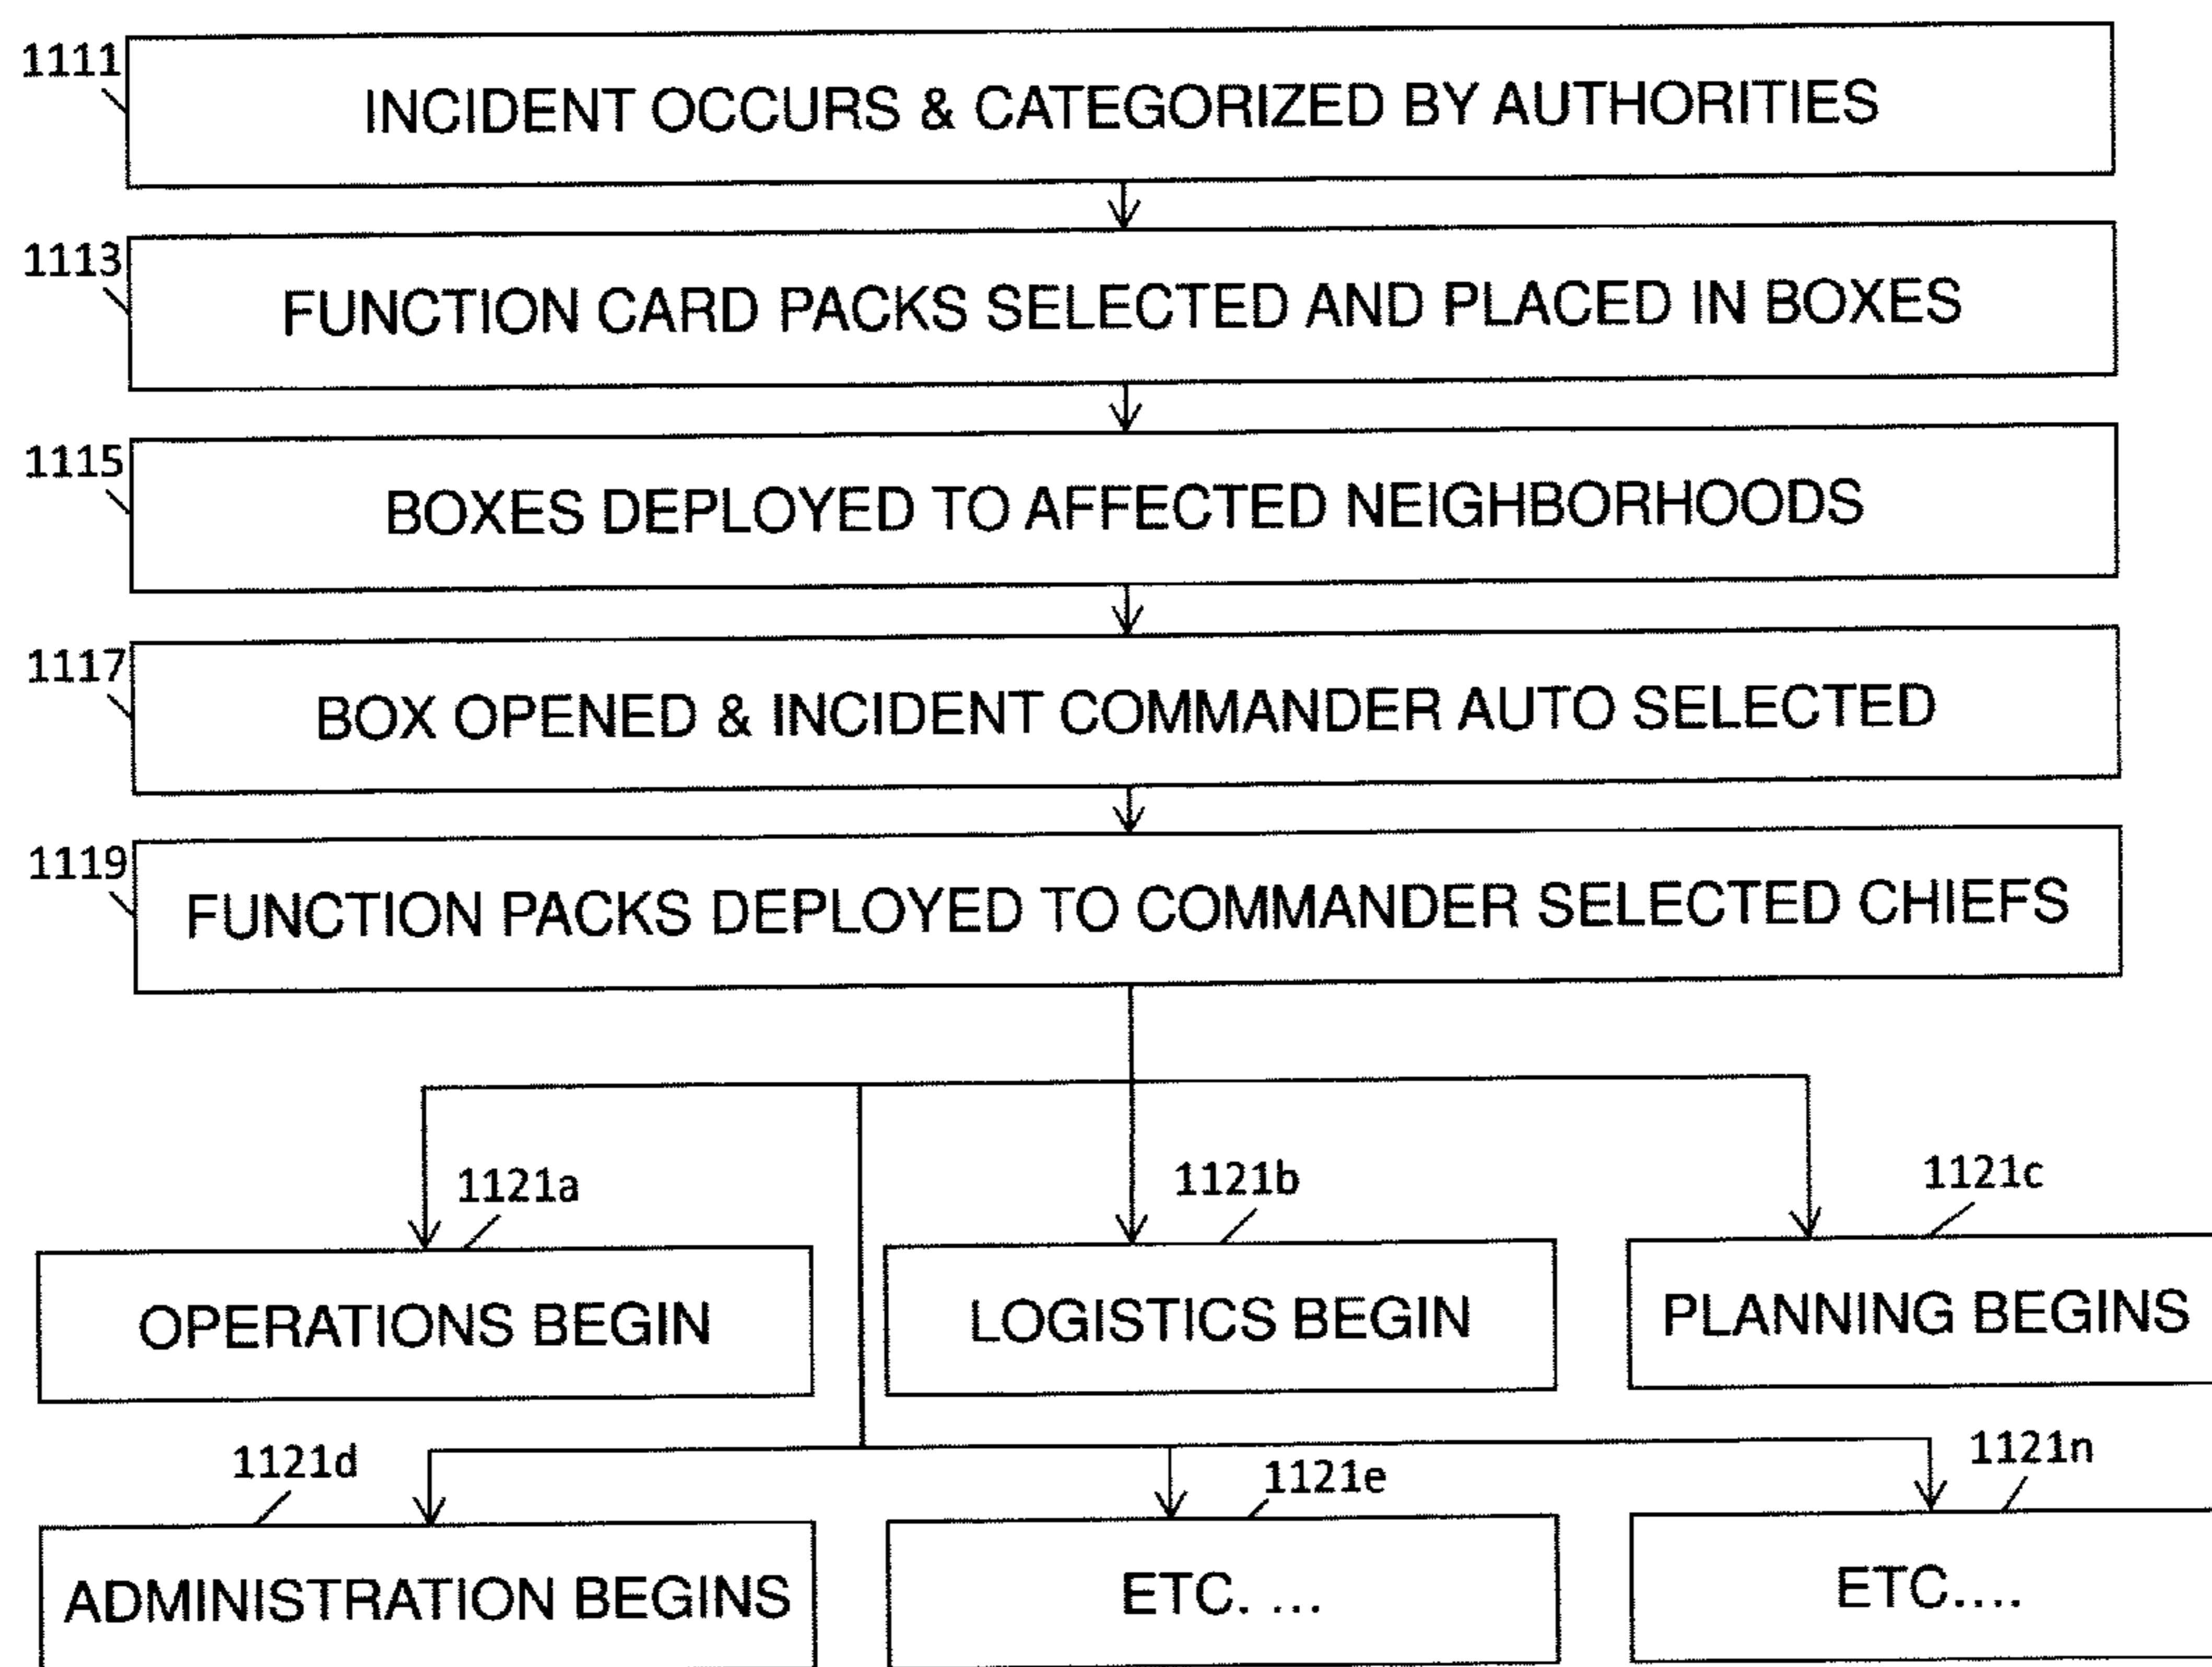 1111
INCIDENT OCCURS & CATEGORIZED BY AUTHORITIES
1113
FUNCTION CARD PACKS SELECTED AND PLACED IN BOXES
1115
BOXES DEPLOYED TO AFFECTED NEIGHBORHOODS
1117
BOX OPENED & INCIDENT COMMANDER AUTO SELECTED
1119
FUNCTION PACKS DEPLOYED TO COMMANDER SELECTED CHIEFS
1121a
OPERATIONS BEGIN
1121b
LOGISTICS BEGIN
1121c
PLANNING BEGINS
1121d
ADMINISTRATION BEGINS
1121e
ETC. ...
1121n
ETC....